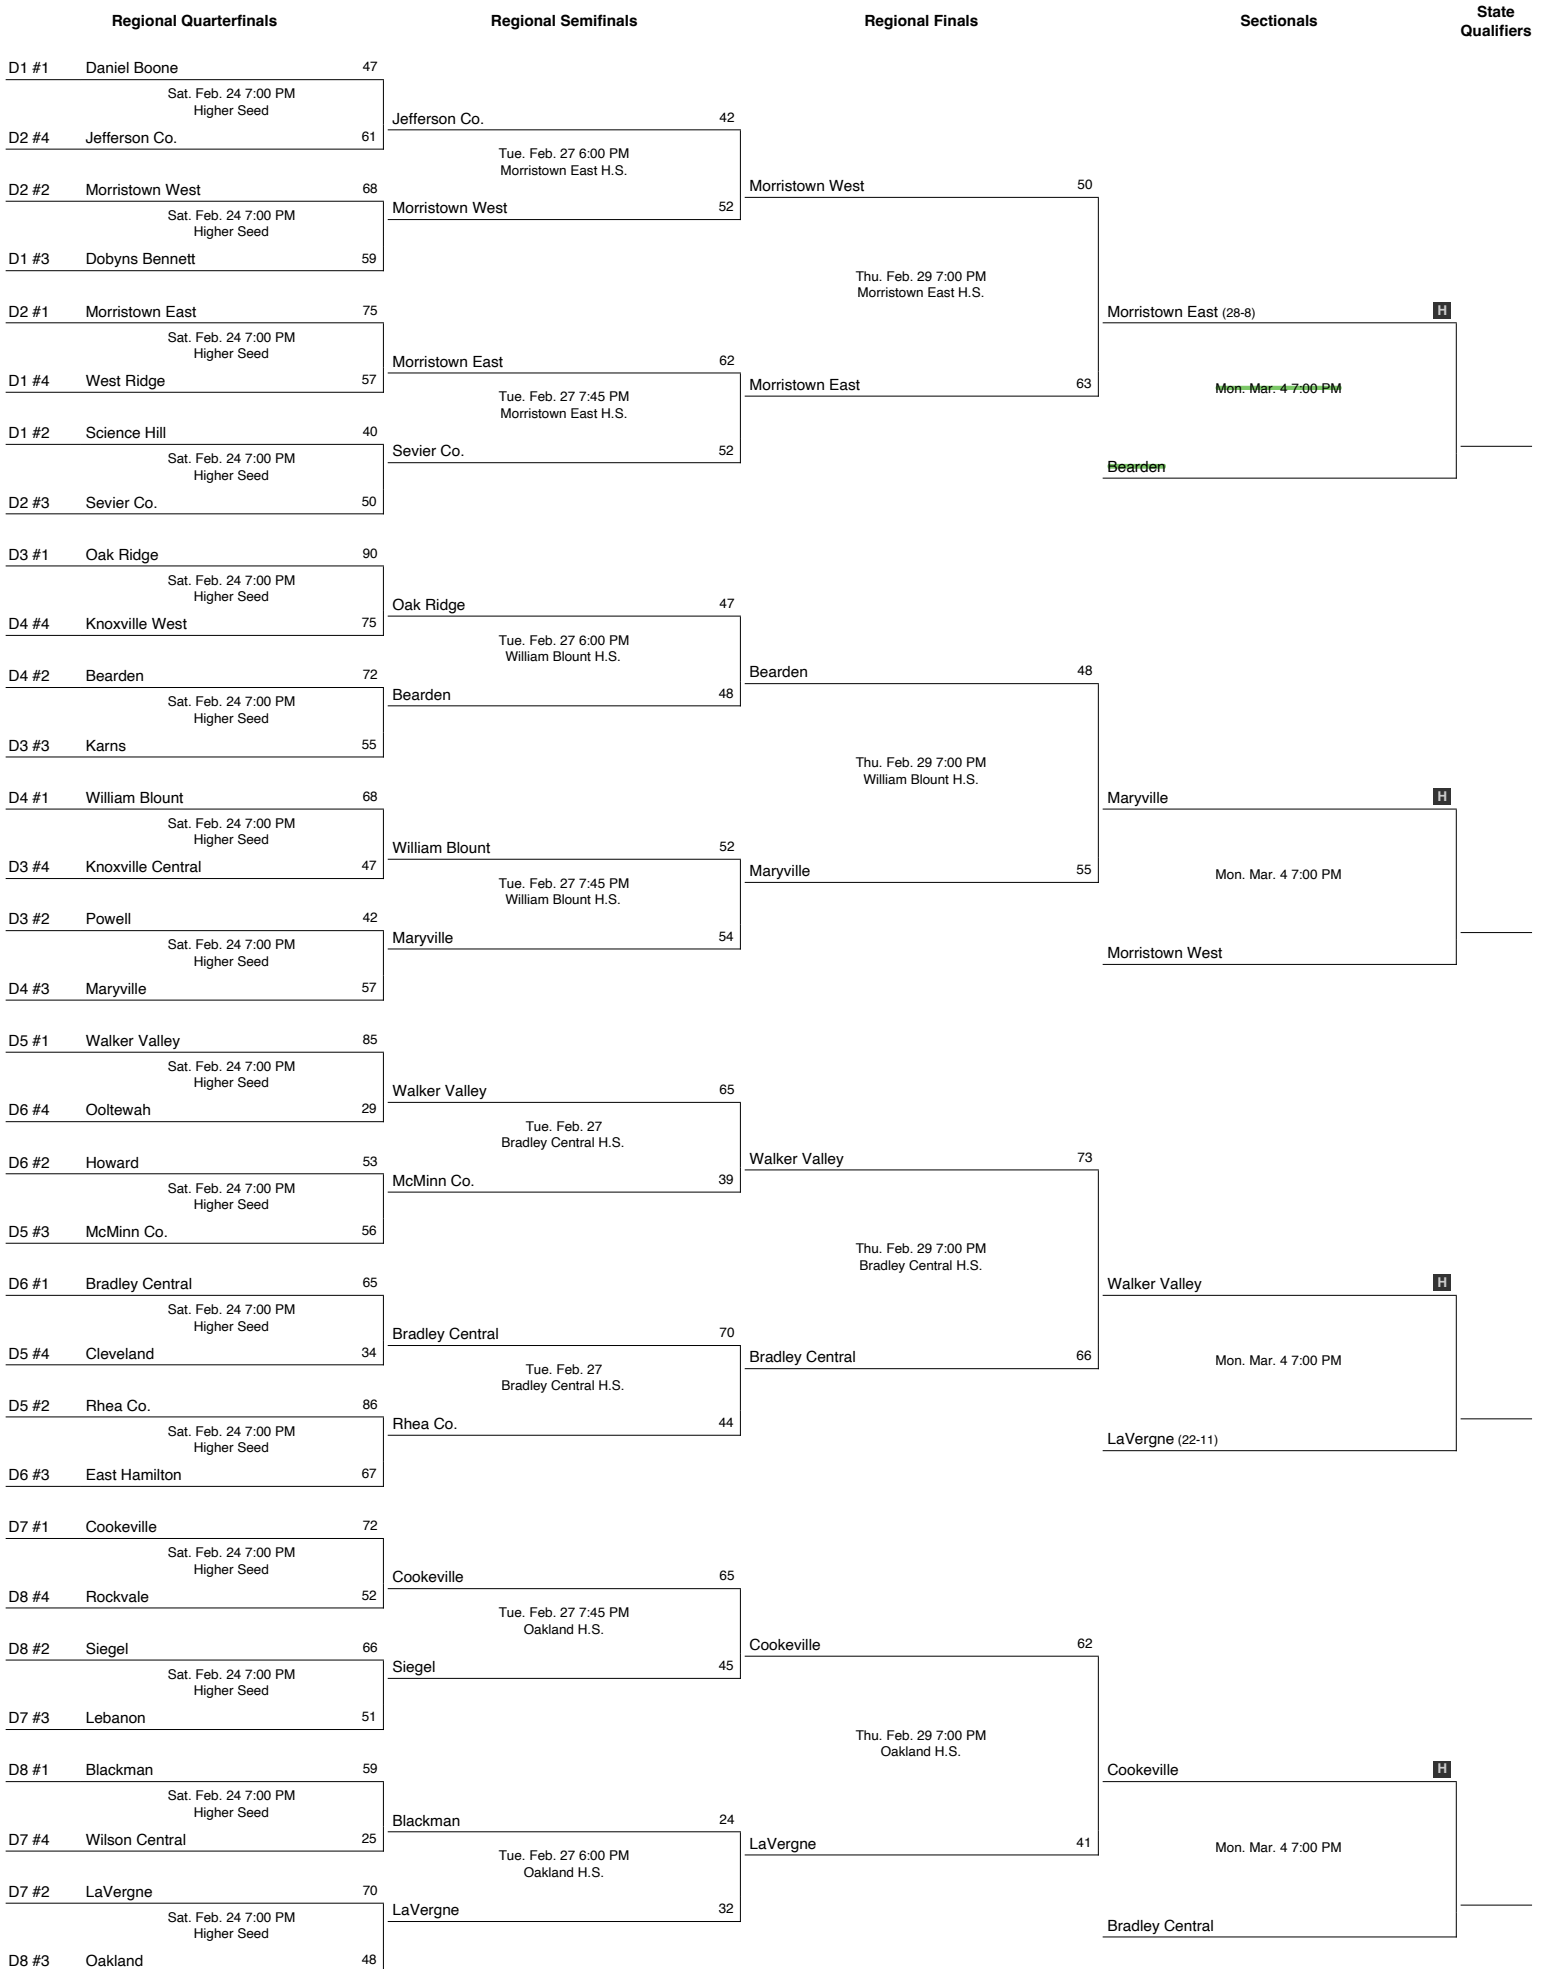 Regional Quarterfinals
Regional Semifinals
Regional Finals
Sectionals
State
Qualifiers
D1 #1 Daniel Boone 47
Sat. Feb. 24 7:00 PM
Higher Seed
D2 #4 Jefferson Co. 61
D2 #2 Morristown West 68
Sat. Feb. 24 7:00 PM
Higher Seed
D1 #3 Dobyns Bennett 59
D2 #1 Morristown East 75
Sat. Feb. 24 7:00 PM
Higher Seed
D1 #4 West Ridge 57
D1 #2 Science Hill 40
Sat. Feb. 24 7:00 PM
Higher Seed
D2 #3 Sevier Co. 50
D3 #1 Oak Ridge 90
Sat. Feb. 24 7:00 PM
Higher Seed
D4 #4 Knoxville West 75
D4 #2 Bearden 72
Sat. Feb. 24 7:00 PM
Higher Seed
D3 #3 Karns 55
D4 #1 William Blount 68
Sat. Feb. 24 7:00 PM
Higher Seed
D3 #4 Knoxville Central 47
D3 #2 Powell 42
Sat. Feb. 24 7:00 PM
Higher Seed
D4 #3 Maryville 57
D5 #1 Walker Valley 85
Sat. Feb. 24 7:00 PM
Higher Seed
D6 #4 Ooltewah 29
D6 #2 Howard 53
Sat. Feb. 24 7:00 PM
Higher Seed
D5 #3 McMinn Co. 56
D6 #1 Bradley Central 65
Sat. Feb. 24 7:00 PM
Higher Seed
D5 #4 Cleveland 34
D5 #2 Rhea Co. 86
Sat. Feb. 24 7:00 PM
Higher Seed
D6 #3 East Hamilton 67
D7 #1 Cookeville 72
Sat. Feb. 24 7:00 PM
Higher Seed
D8 #4 Rockvale 52
D8 #2 Siegel 66
Sat. Feb. 24 7:00 PM
Higher Seed
D7 #3 Lebanon 51
D8 #1 Blackman 59
Sat. Feb. 24 7:00 PM
Higher Seed
D7 #4 Wilson Central 25
D7 #2 LaVergne 70
Sat. Feb. 24 7:00 PM
Higher Seed
D8 #3 Oakland 48
Jefferson Co. 42
Tue. Feb. 27 6:00 PM
Morristown East H.S.
Morristown West 52
Morristown East 62
Tue. Feb. 27 7:45 PM
Morristown East H.S.
Sevier Co. 52
Oak Ridge 47
Tue. Feb. 27 6:00 PM
William Blount H.S.
Bearden 48
William Blount 52
Tue. Feb. 27 7:45 PM
William Blount H.S.
Maryville 54
Walker Valley 65
Tue. Feb. 27
Bradley Central H.S.
McMinn Co. 39
Bradley Central 70
Tue. Feb. 27
Bradley Central H.S.
Rhea Co. 44
Cookeville 65
Tue. Feb. 27 7:45 PM
Oakland H.S.
Siegel 45
Blackman 24
Tue. Feb. 27 6:00 PM
Oakland H.S.
LaVergne 32
Morristown West 50
Thu. Feb. 29 7:00 PM
Morristown East H.S.
Morristown East 63
Bearden 48
Thu. Feb. 29 7:00 PM
William Blount H.S.
Maryville 55
Walker Valley 73
Thu. Feb. 29 7:00 PM
Bradley Central H.S.
Bradley Central 66
Cookeville 62
Thu. Feb. 29 7:00 PM
Oakland H.S.
LaVergne 41
Morristown East (28-8) H
Mon. Mar. 4 7:00 PM
Bearden
Maryville H
Mon. Mar. 4 7:00 PM
Morristown West
Walker Valley H
Mon. Mar. 4 7:00 PM
LaVergne (22-11)
Cookeville H
Mon. Mar. 4 7:00 PM
Bradley Central